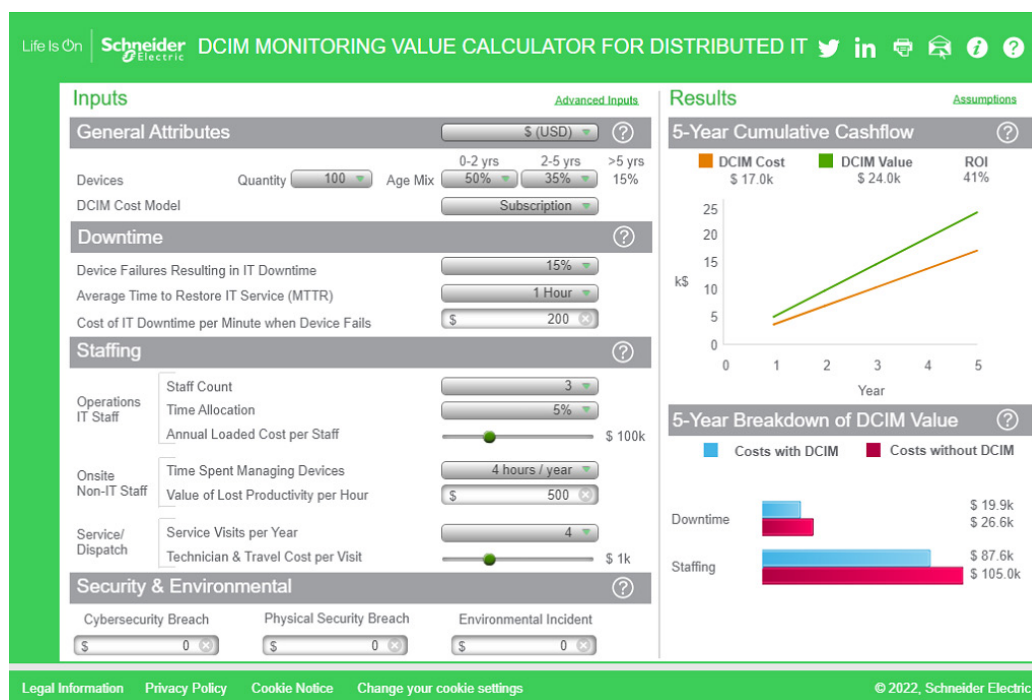 Life Is On | Schneider Electric DCIM MONITORING VALUE CALCULATOR FOR DISTRIBUTED IT
Inputs Advanced Inputs
General Attributes $ (USD) ?
0-2 yrs 2-5 yrs >5 yrs
Devices Quantity 100 Age Mix 50% 35% 15%
DCIM Cost Model Subscription
Downtime ?
Device Failures Resulting in IT Downtime 15%
Average Time to Restore IT Service (MTTR) 1 Hour
Cost of IT Downtime per Minute when Device Fails $ 200
Staffing ?
Operations IT Staff
Staff Count 3
Time Allocation 5%
Annual Loaded Cost per Staff $ 100k
Onsite Non-IT Staff
Time Spent Managing Devices 4 hours / year
Value of Lost Productivity per Hour $ 500
Service/ Dispatch
Service Visits per Year 4
Technician & Travel Cost per Visit $ 1k
Security & Environmental ?
Cybersecurity Breach Physical Security Breach Environmental Incident
$ 0 $ 0 $ 0
Results Assumptions
5-Year Cumulative Cashflow ?
DCIM Cost DCIM Value ROI
$ 17.0k $ 24.0k 41%
25
20
15
k$ 10
5
0
0 1 2 3 4 5
Year
5-Year Breakdown of DCIM Value ?
Costs with DCIM Costs without DCIM
Downtime $ 19.9k
$ 26.6k
Staffing $ 87.6k
$ 105.0k
Legal Information Privacy Policy Cookie Notice Change your cookie settings © 2022, Schneider Electric